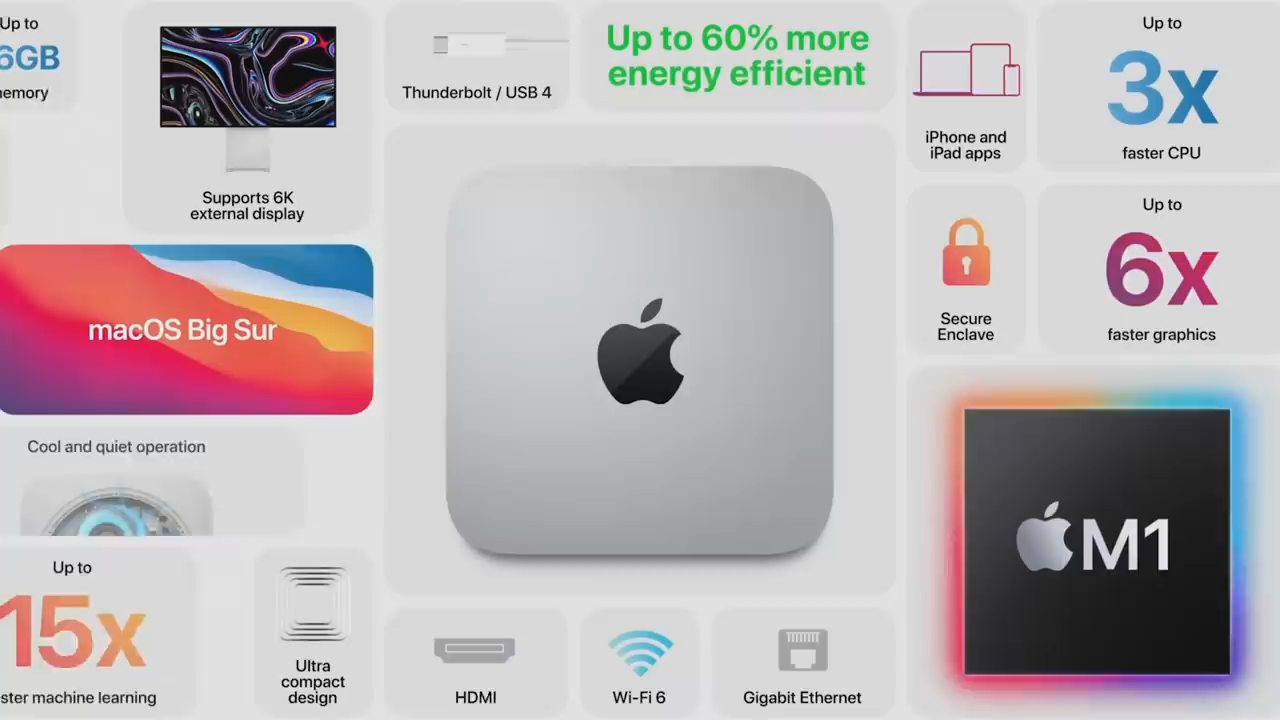 Up to
6GB
Supports 6K
external display
Thunderbolt / USB 4
Up to 60% more
energy efficient
iPhone and
iPad apps
Up to
3x
faster CPU
macOS Big Sur
Secure
Enclave
Up to
6x
faster graphics
Cool and quiet operation
M1
Up to
15x
machine learning
Ultra
compact
design
HDMI
Wi-Fi 6
Gigabit Ethernet